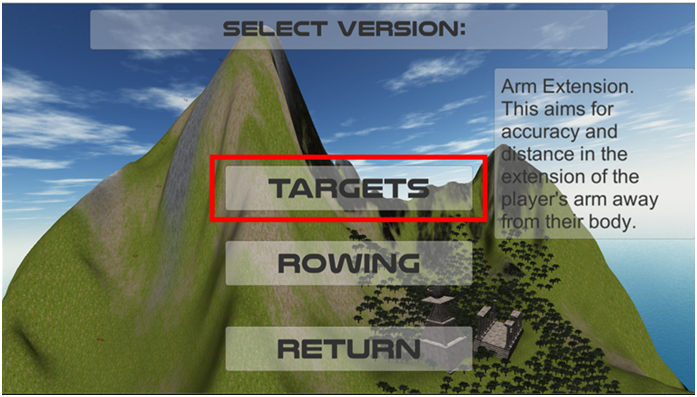 SELECT VERSION:
Arm Extension.
This aims for
accuracy and
distance in the
extension of the
player's arm away
from their body.
TARGETS
ROWING
RETURN